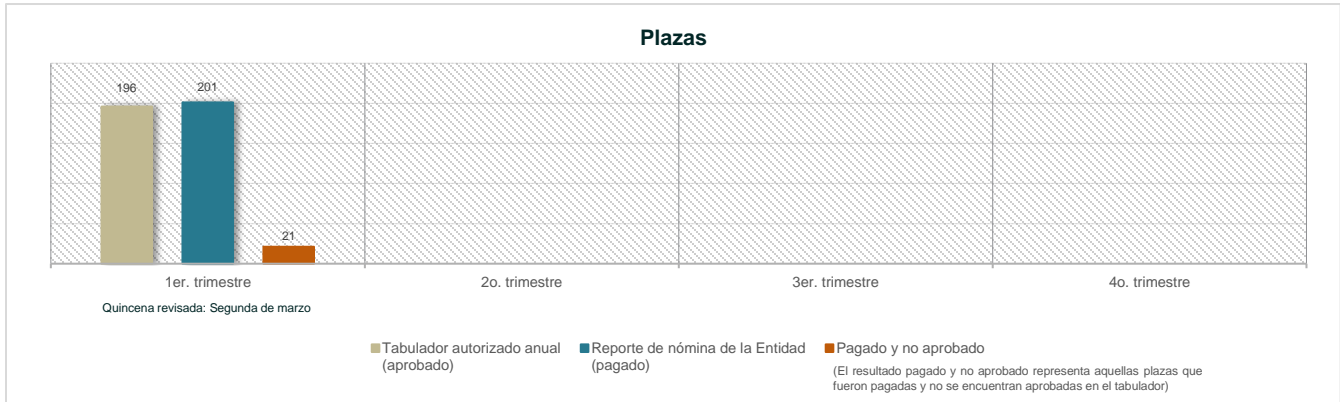 Plazas
196
201
21
1er. trimestre
2o. trimestre
3er. trimestre
4o. trimestre
Quincena revisada: Segunda de marzo
Tabulador autorizado anual
(aprobado)
Reporte de nómina de la Entidad
(pagado)
Pagado y no aprobado
(El resultado pagado y no aprobado representa aquellas plazas que
fueron pagadas y no se encuentran aprobadas en el tabulador)